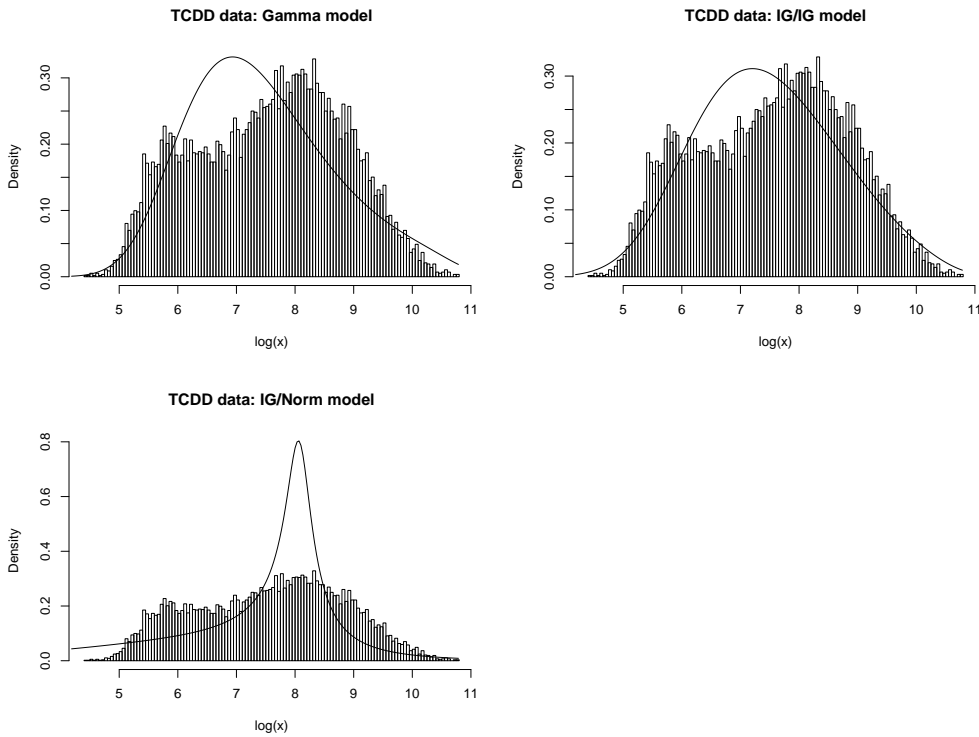 TCDD data: Gamma model
Density
0.00 0.10 0.20 0.30
5 6 7 8 9 10 11
log(x)
TCDD data: IG/IG model
Density
0.00 0.10 0.20 0.30
5 6 7 8 9 10 11
log(x)
TCDD data: IG/Norm model
Density
0.0 0.2 0.4 0.6 0.8
5 6 7 8 9 10 11
log(x)